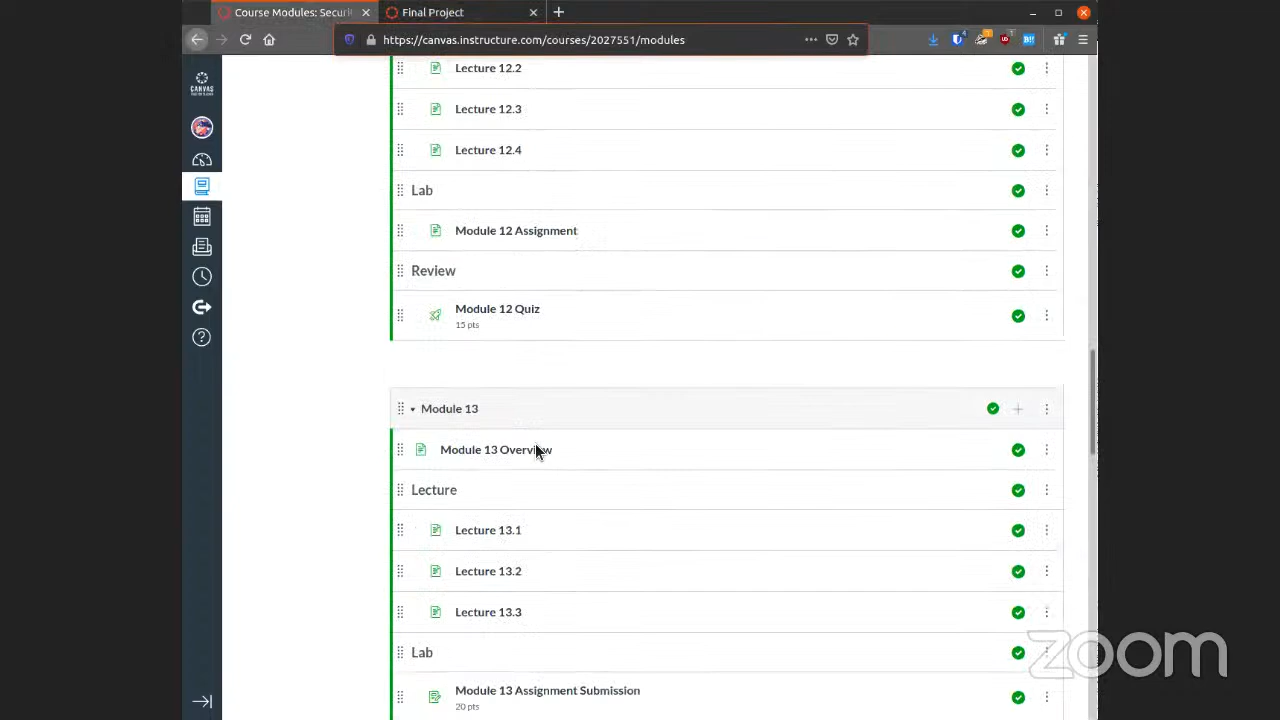 Course Modules: Securi
Final Project
https://canvas.instructure.com/courses/2027551/modules
CANVAS
Lecture 12.2
Lecture 12.3
Lecture 12.4
Lab
Module 12 Assignment
Review
Module 12 Quiz
15 pts
Module 13
Module 13 Overview
Lecture
Lecture 13.1
Lecture 13.2
Lecture 13.3
Lab
Module 13 Assignment Submission
20 pts
zoom